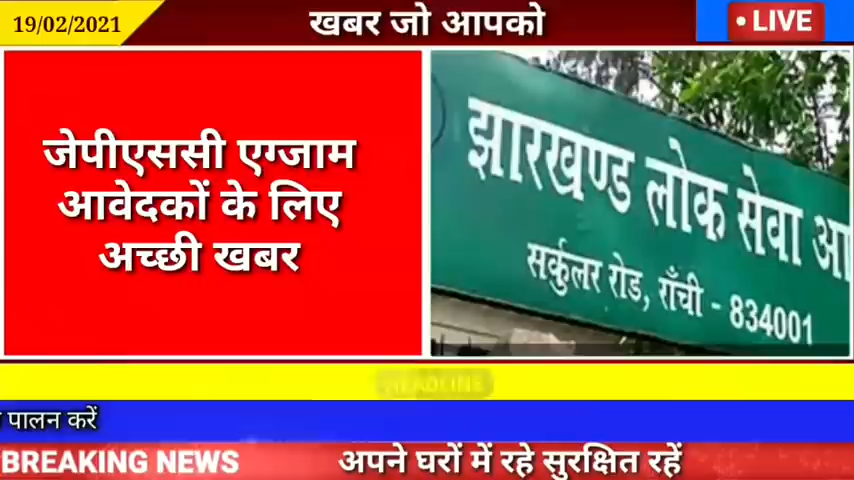 19/02/2021
खबर जो आपको
• LIVE
जेपीएससी एग्जाम
आवेदकों के लिए
अच्छी खबर
झारखण्ड लोक सेवा आ
सर्कुलर रोड, राँची - 834001
HEADLINE
पालन करें
BREAKING NEWS
अपने घरों में रहे सुरक्षित रहें